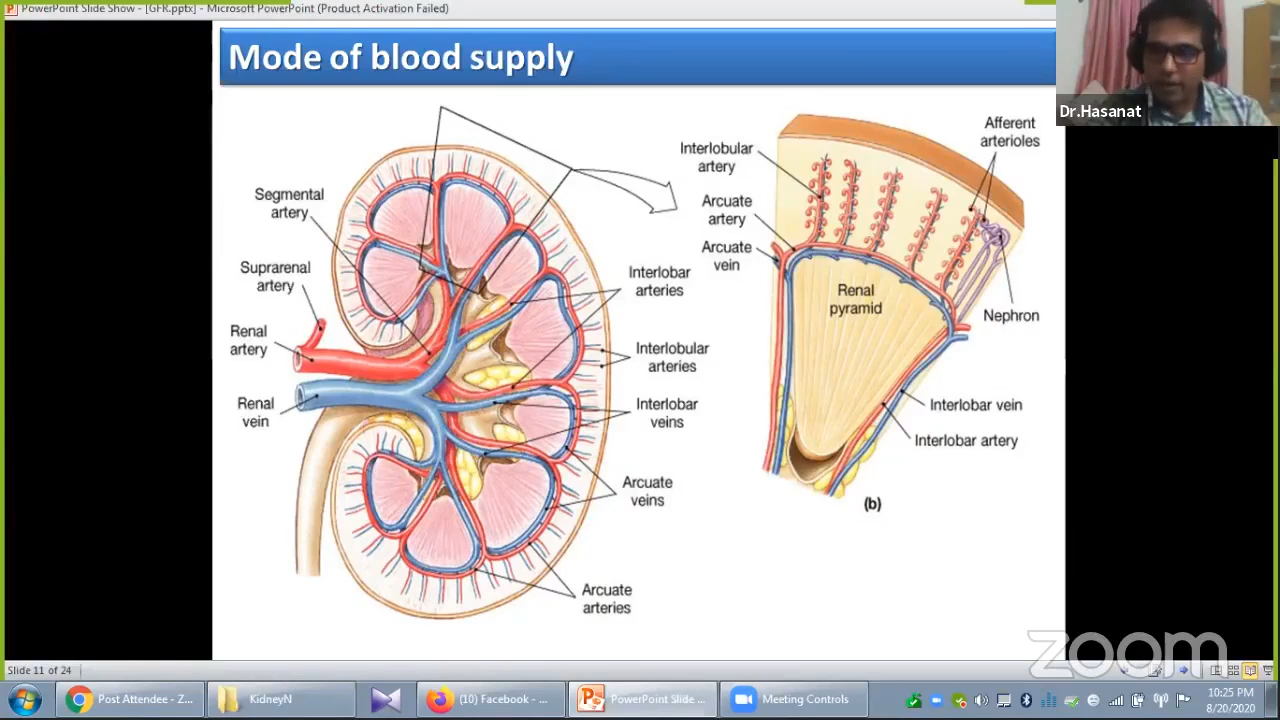 PowerPoint Slide Show - [GFR.pptx] - Microsoft PowerPoint (Product Activation Failed)
Mode of blood supply
Dr.Hasanat
Segmental
artery
Suprarenal
artery
Renal
artery
Renal
vein
Interlobar
arteries
Interlobular
arteries
Interlobar
veins
Arcuate
veins
Arcuate
arteries
Interlobular
artery
Arcuate
artery
Arcuate
vein
Afferent
arterioles
Renal
pyramid
Nephron
Interlobar vein
Interlobar artery
(b)
zoom
Slide 11 of 24
Post Attendee - Z...
KidneyN
(10) Facebook - ...
PowerPoint Slide ...
Meeting Controls
10:25 PM
8/20/2020